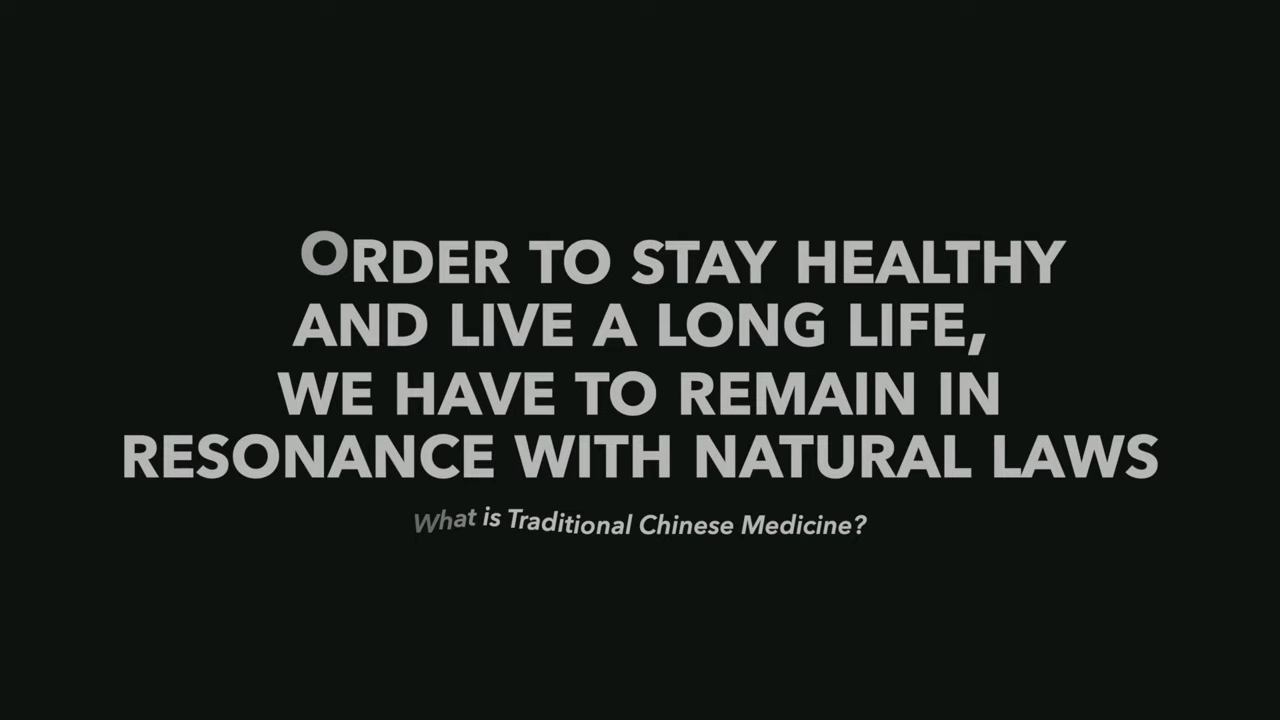 ORDER TO STAY HEALTHY
AND LIVE A LONG LIFE,
WE HAVE TO REMAIN IN
RESONANCE WITH NATURAL LAWS
What is Traditional Chinese Medicine?